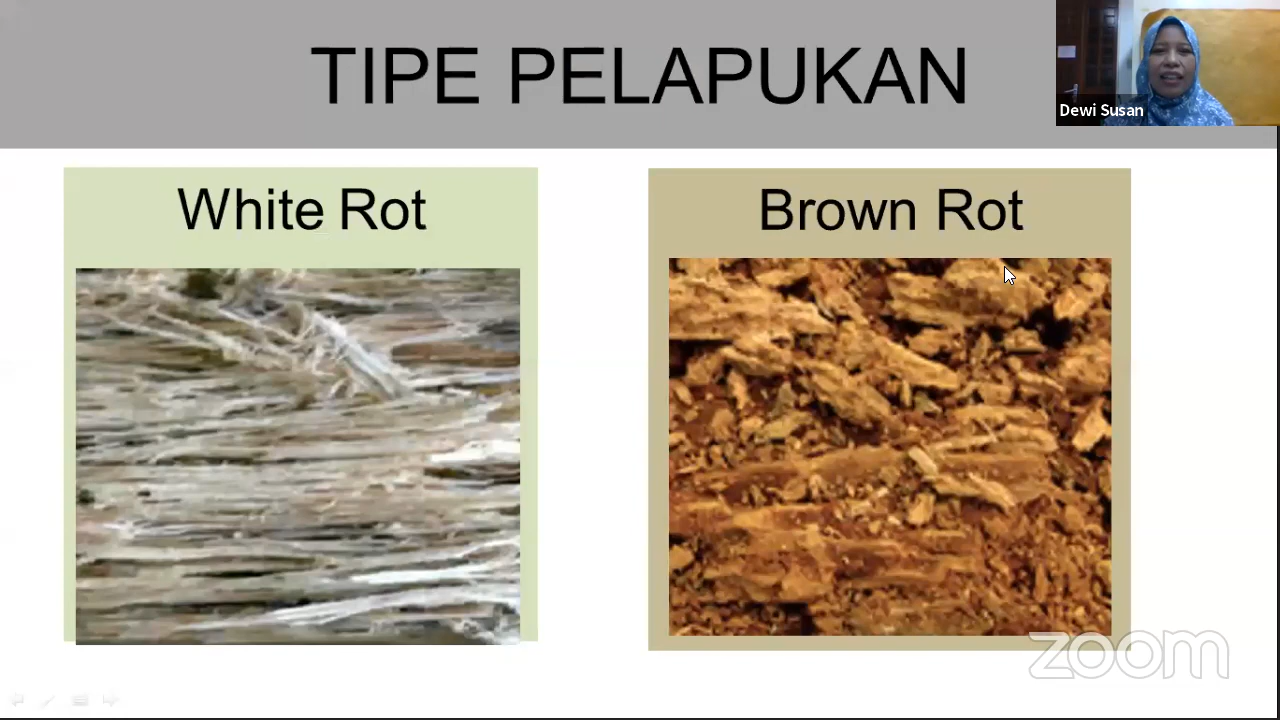 TIPE PELAPUKAN
Dewi Susan
White Rot
Brown Rot
zoom